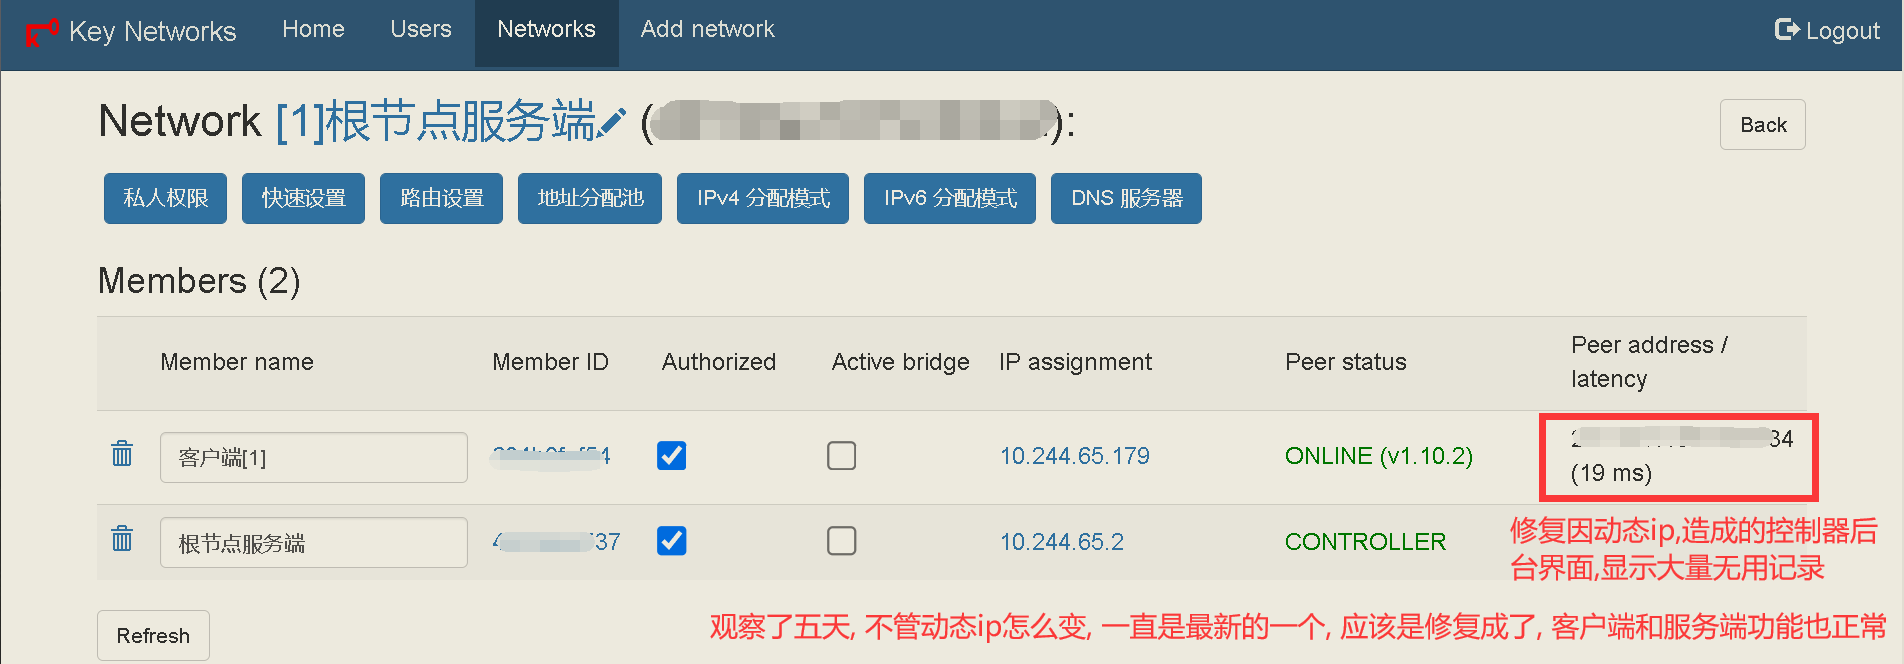 Key Networks Home Users Networks Add network Logout
Network [1]根节点服务端 ( ):
Back
私人权限 快速设置 路由设置 地址分配池 IPv4 分配模式 IPv6 分配模式 DNS 服务器
Members (2)
Member name Member ID Authorized Active bridge IP assignment Peer status Peer address /
latency
客户端[1] 10.244.65.179 ONLINE (v1.10.2)
(19 ms)
根节点服务端 10.244.65.2 CONTROLLER
修复因动态ip,造成的控制器后
台界面,显示大量无用记录
观察了五天, 不管动态ip怎么变, 一直是最新的一个, 应该是修复成了, 客户端和服务端功能也正常
Refresh